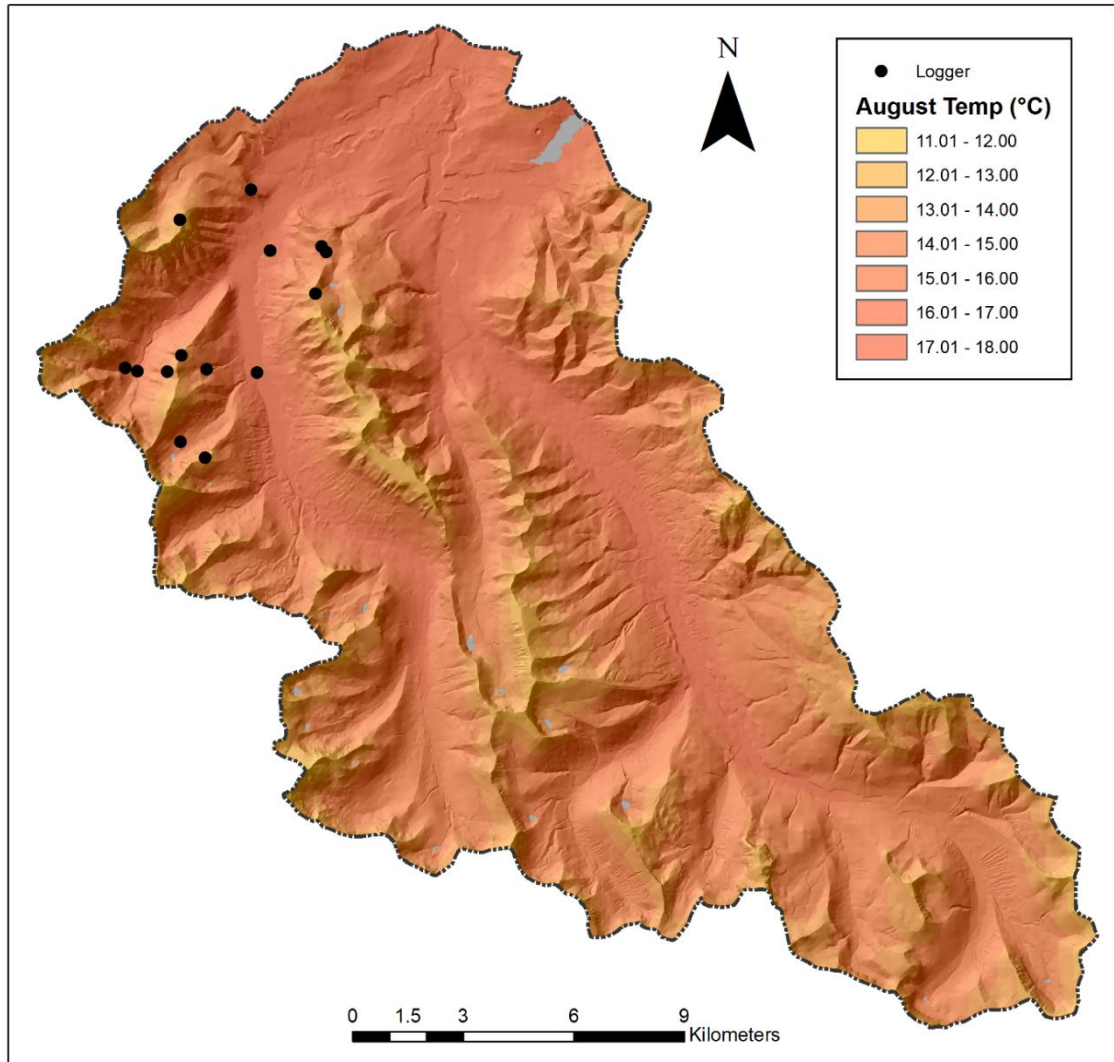 N
Logger
August Temp (°C)
11.01 - 12.00
12.01 - 13.00
13.01 - 14.00
14.01 - 15.00
15.01 - 16.00
16.01 - 17.00
17.01 - 18.00
0 1.5 3 6 9
Kilometers